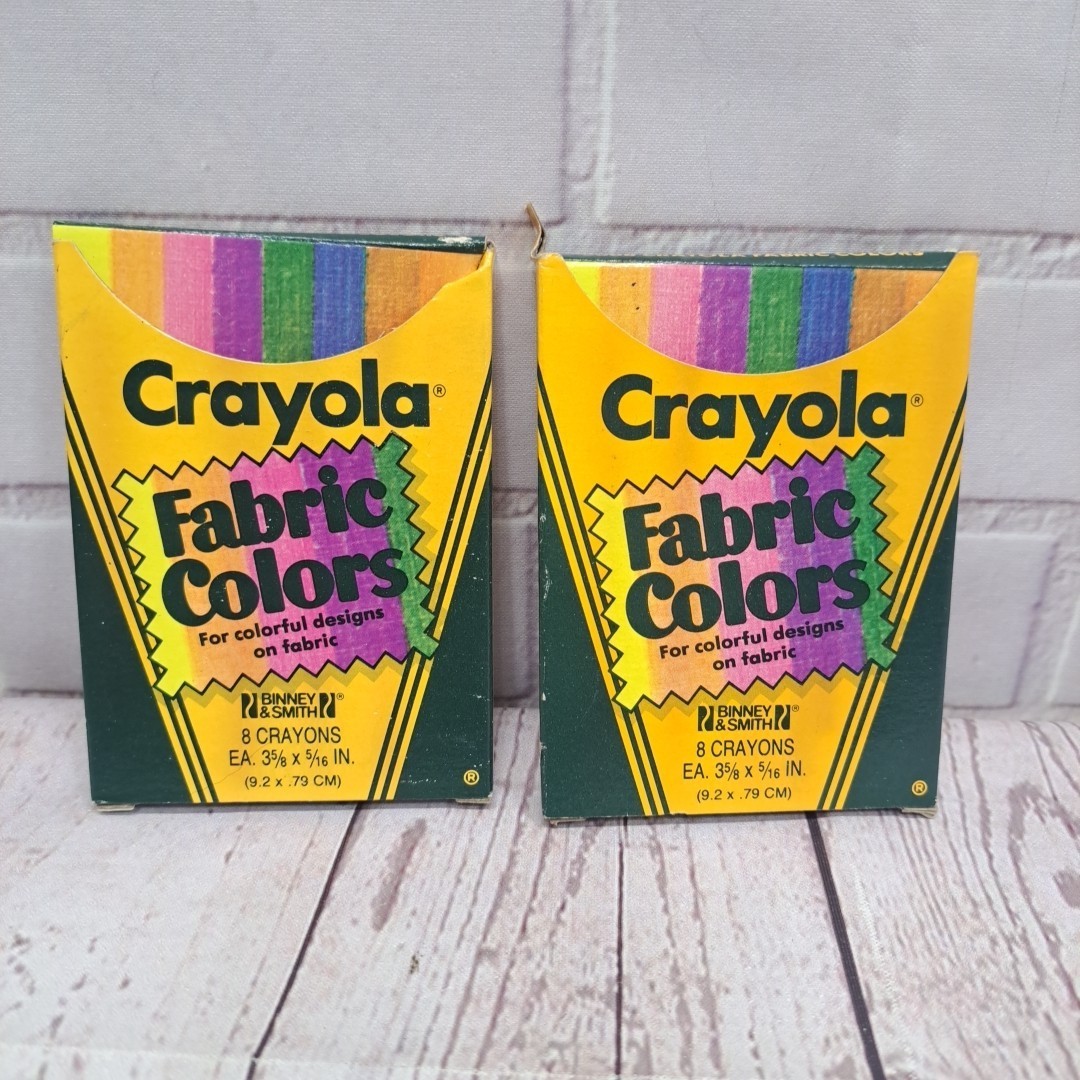 Crayola®
Fabric
Colors
For colorful designs
on fabric
BINNEY
& SMITH®
8 CRAYONS
EA. 3⅝ x 5/16 IN.
(9.2 x .79 CM)
®
Crayola®
Fabric
Colors
For colorful designs
on fabric
BINNEY
& SMITH®
8 CRAYONS
EA. 3⅝ x 5/16 IN.
(9.2 x .79 CM)
®